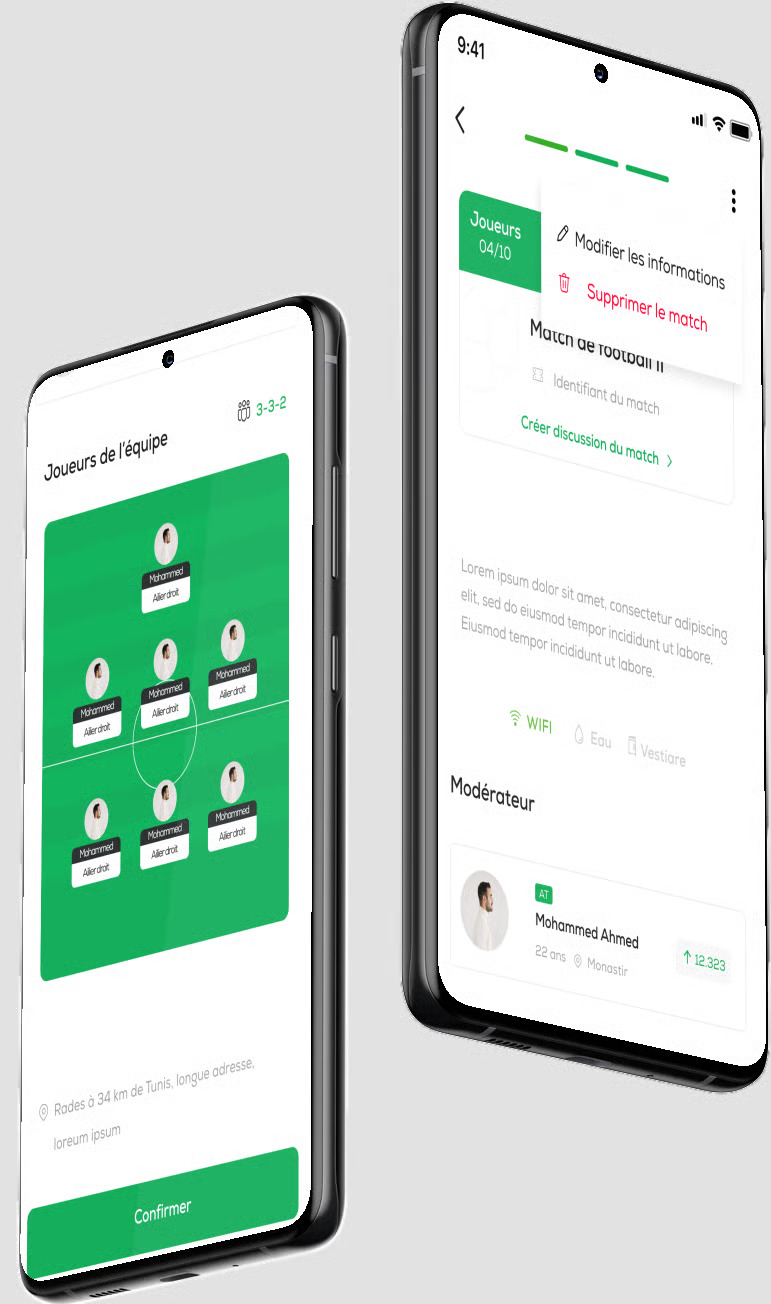 3-3-2
Joueurs de l'équipe
Mohammed
Ailier droit
Mohammed
Ailier droit
Mohammed
Ailier droit
Mohammed
Ailier droit
Mohammed
Ailier droit
Mohammed
Ailier droit
Mohammed
Ailier droit
Rades à 34 km de Tunis, longue adresse,
loreum ipsum
Confirmer
9:41
Joueurs
04/10
Modifier les informations
Supprimer le match
Match de football 11
Identifiant du match
Créer discussion du match
Lorem ipsum dolor sit amet, consectetur adipiscing
elit, sed do eiusmod tempor incididunt ut labore.
Eiusmod tempor incididunt ut labore.
WIFI Eau Vestiare
Modérateur
AT
Mohammed Ahmed
22 ans Monastir
12.323